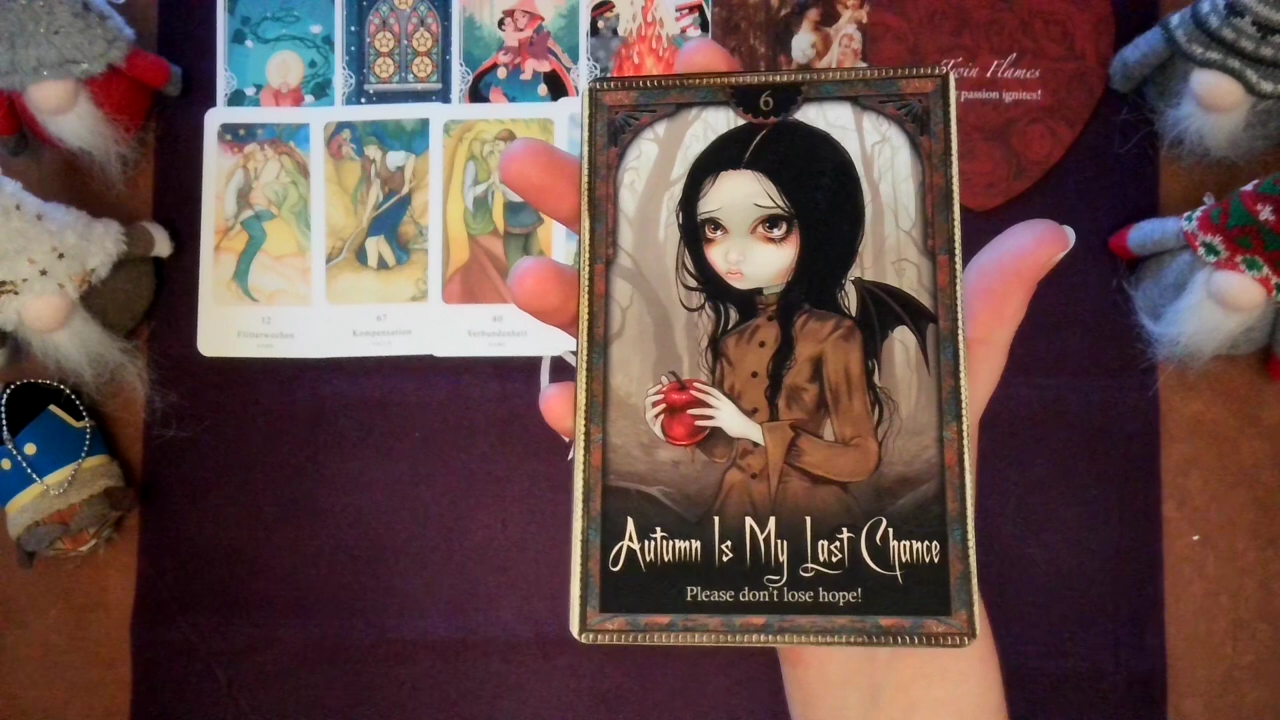 Twin Flames
passion ignites!
6
12
Flitterwochen
67
Kompensation
40
Verbundenheit
Autumn Is My Last Chance
Please don't lose hope!